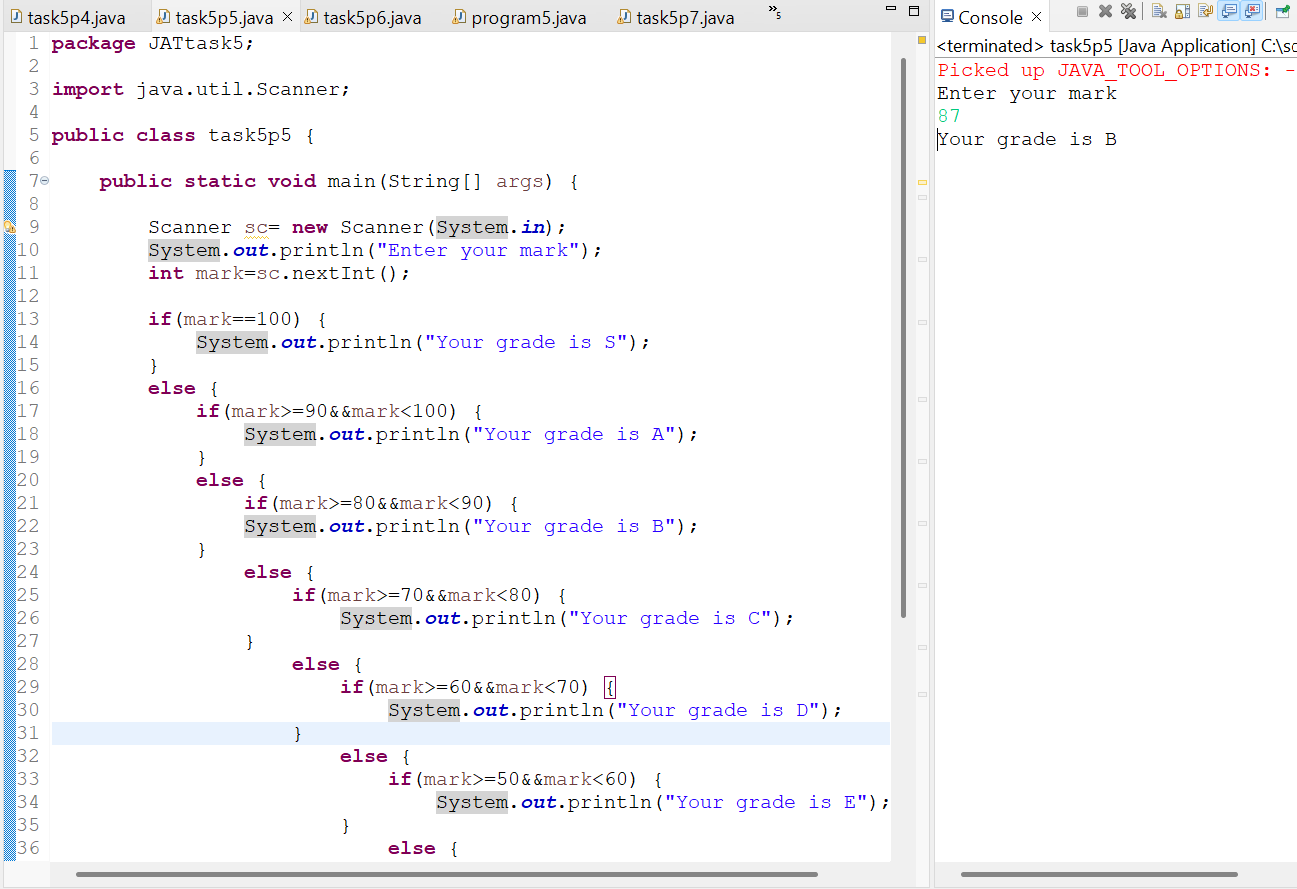 task5p4.java task5p5.java task5p6.java program5.java task5p7.java »5
1 package JATtask5;
2
3 import java.util.Scanner;
4
5 public class task5p5 {
6
7 public static void main(String[] args) {
8
9 Scanner sc= new Scanner(System.in);
10 System.out.println("Enter your mark");
11 int mark=sc.nextInt();
12
13 if(mark==100) {
14 System.out.println("Your grade is S");
15 }
16 else {
17 if(mark>=90&&mark<100) {
18 System.out.println("Your grade is A");
19 }
20 else {
21 if(mark>=80&&mark<90) {
22 System.out.println("Your grade is B");
23 }
24 else {
25 if(mark>=70&&mark<80) {
26 System.out.println("Your grade is C");
27 }
28 else {
29 if(mark>=60&&mark<70) {
30 System.out.println("Your grade is D");
31 }
32 else {
33 if(mark>=50&&mark<60) {
34 System.out.println("Your grade is E");
35 }
36 else {
Console
<terminated> task5p5 [Java Application] C:\so
Picked up JAVA_TOOL_OPTIONS: -
Enter your mark
87
Your grade is B